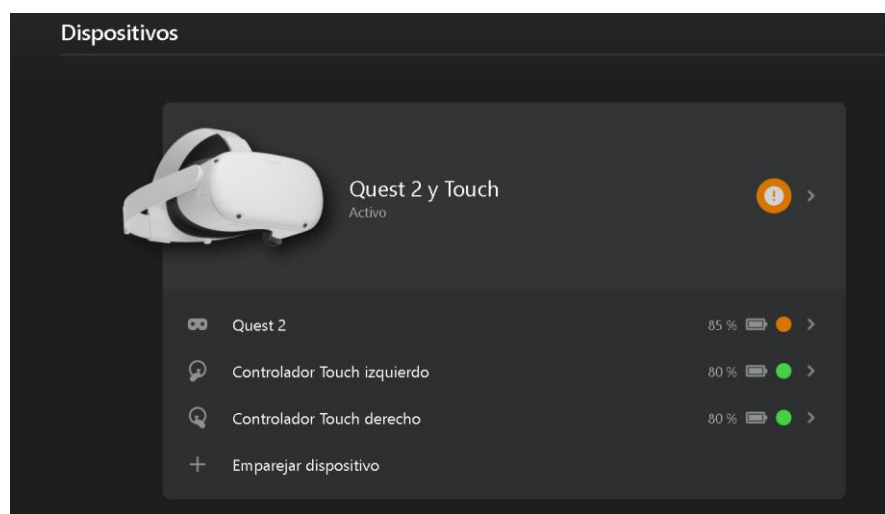 Dispositivos
Quest 2 y Touch
Activo
Quest 2
85 %
Controlador Touch izquierdo
80 %
Controlador Touch derecho
80 %
Emparejar dispositivo